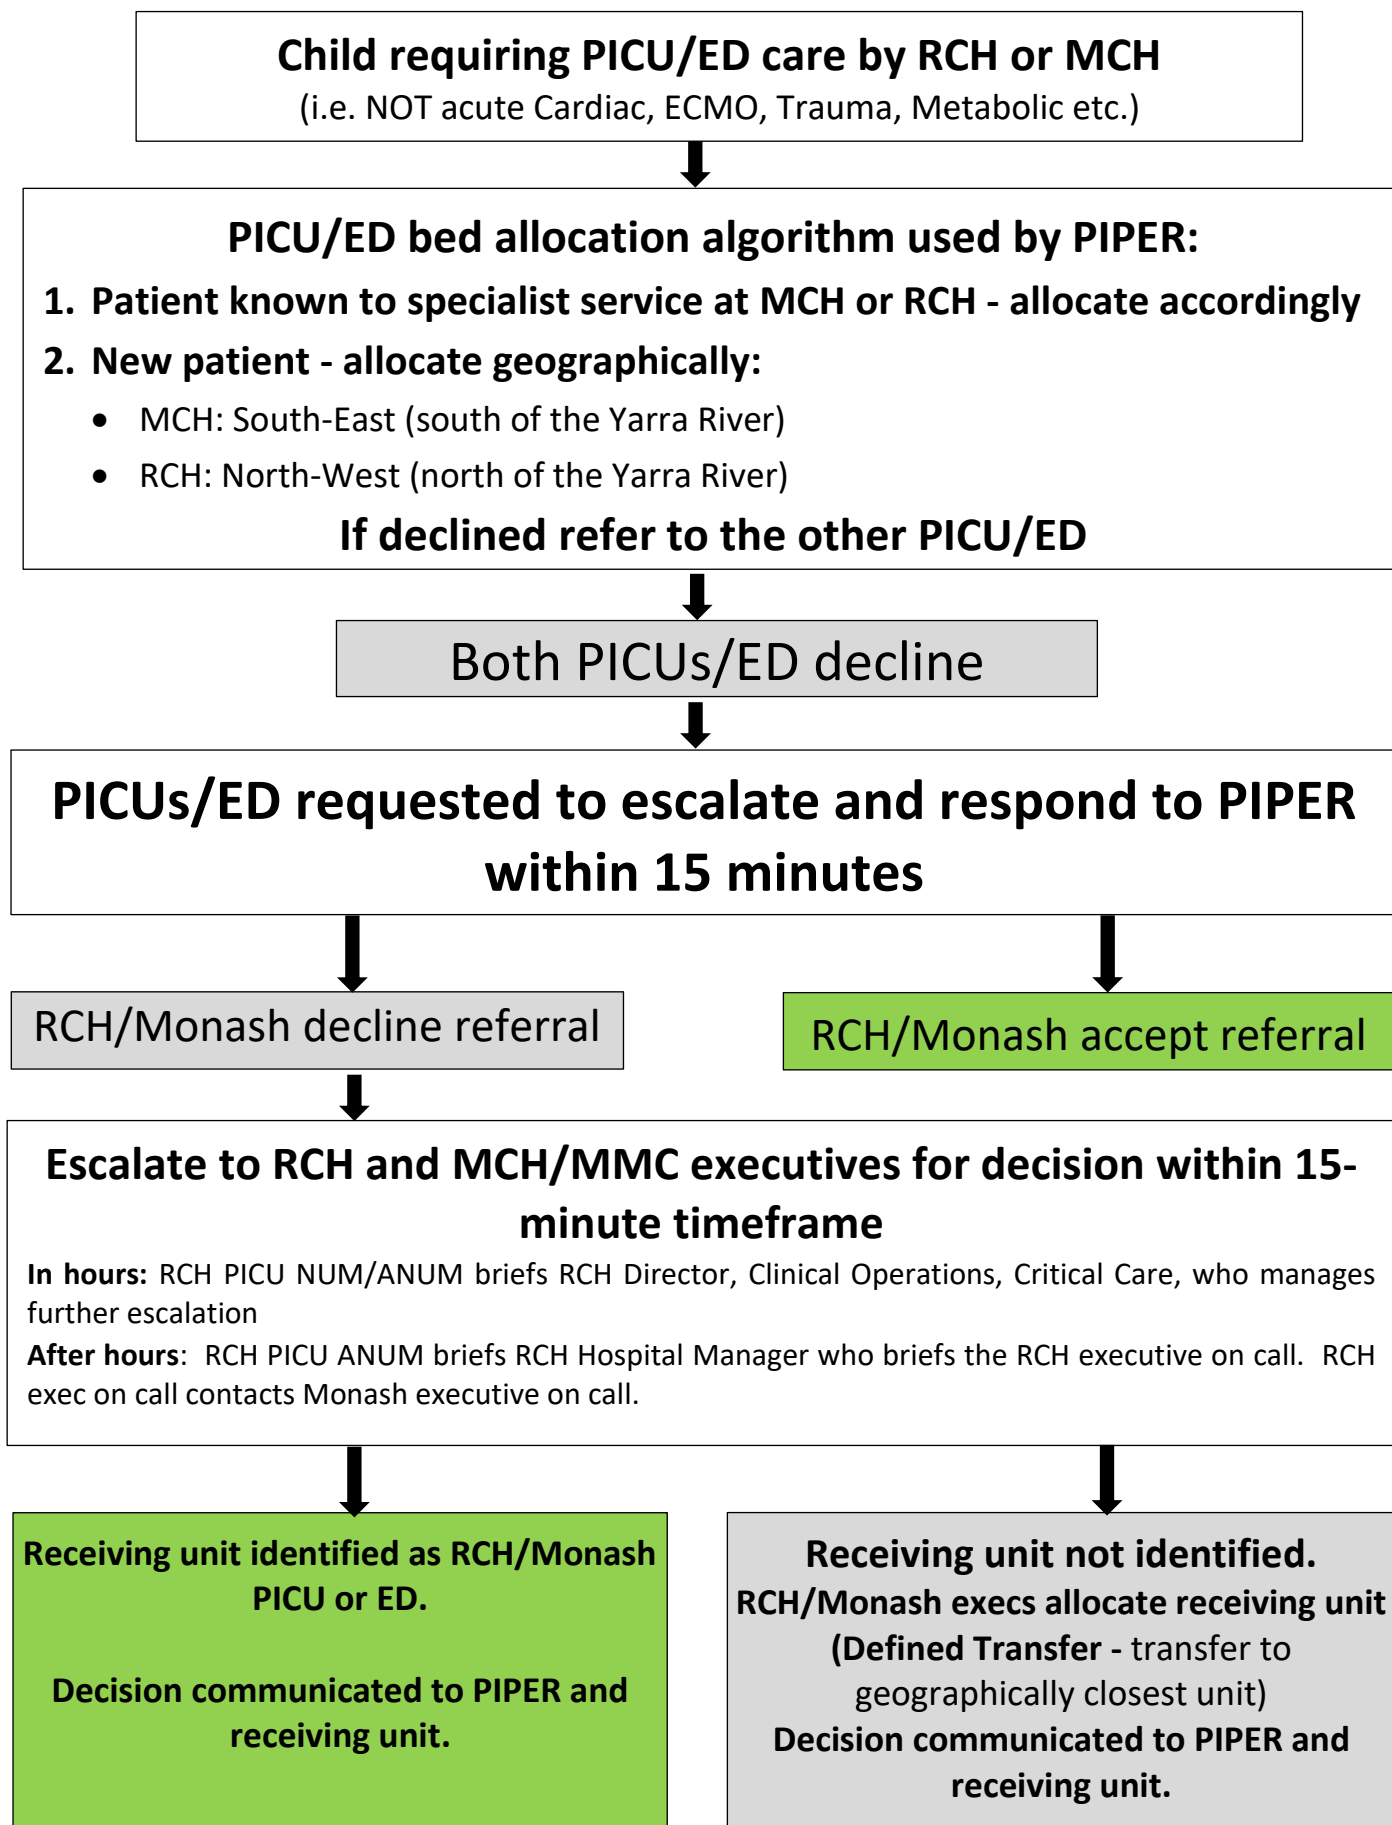 Child requiring PICU/ED care by RCH or MCH
(i.e. NOT acute Cardiac, ECMO, Trauma, Metabolic etc.)
PICU/ED bed allocation algorithm used by PIPER:
1. Patient known to specialist service at MCH or RCH - allocate accordingly
2. New patient - allocate geographically:
• MCH: South-East (south of the Yarra River)
• RCH: North-West (north of the Yarra River)
If declined refer to the other PICU/ED
Both PICUs/ED decline
PICUs/ED requested to escalate and respond to PIPER
within 15 minutes
RCH/Monash decline referral
RCH/Monash accept referral
Escalate to RCH and MCH/MMC executives for decision within 15-
minute timeframe
In hours: RCH PICU NUM/ANUM briefs RCH Director, Clinical Operations, Critical Care, who manages
further escalation
After hours: RCH PICU ANUM briefs RCH Hospital Manager who briefs the RCH executive on call. RCH
exec on call contacts Monash executive on call.
Receiving unit identified as RCH/Monash
PICU or ED.
Decision communicated to PIPER and
receiving unit.
Receiving unit not identified.
RCH/Monash execs allocate receiving unit
(Defined Transfer - transfer to
geographically closest unit)
Decision communicated to PIPER and
receiving unit.